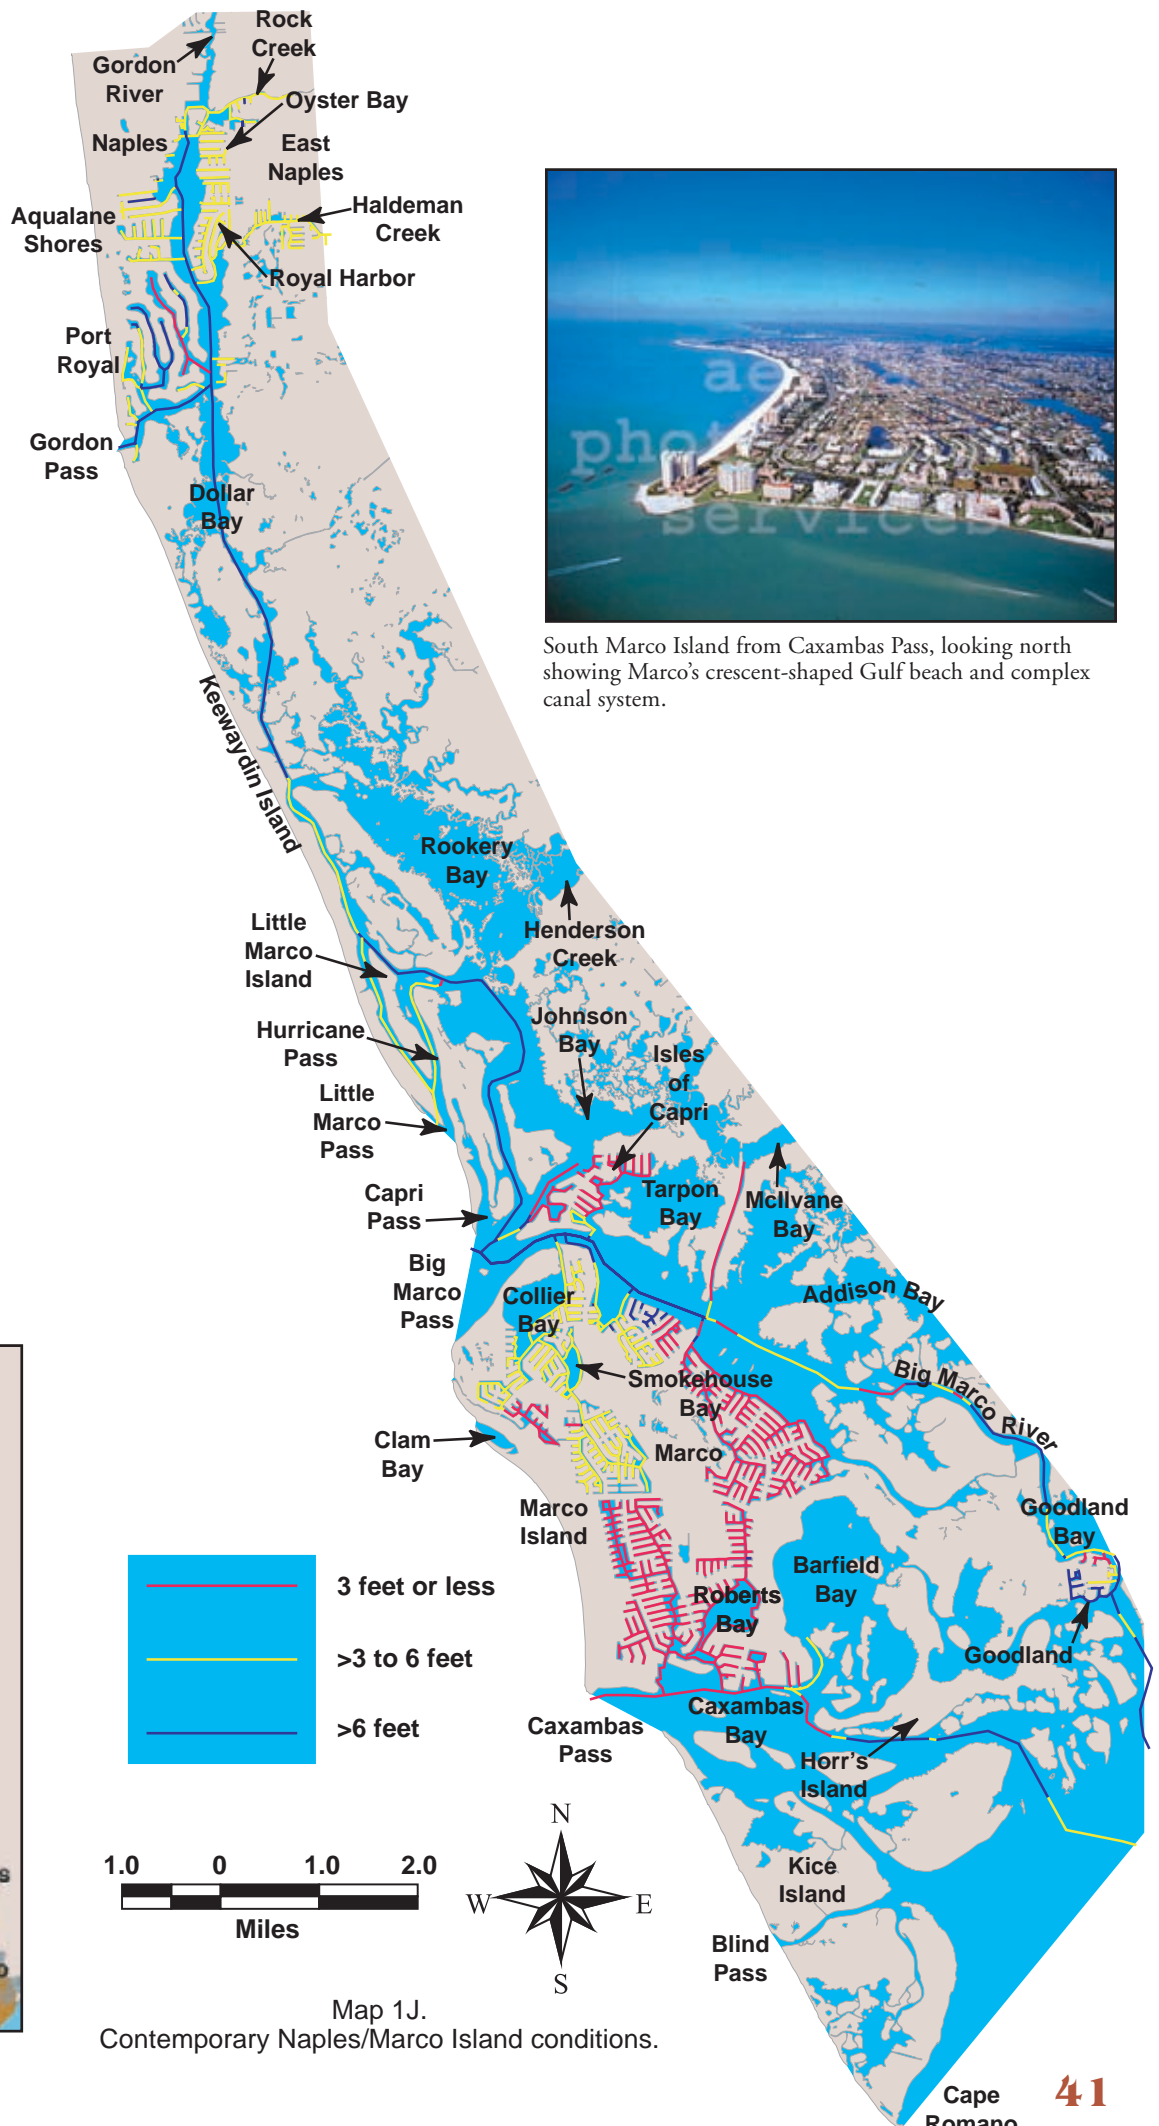 Rock
Creek
Gordon
River
Oyster Bay
Naples
East
Naples
Haldeman
Creek
Aqualane
Shores
Royal Harbor
Port
Royal
Gordon
Pass
Dollar
Bay
ae
pho
services
South Marco Island from Caxambas Pass, looking north
showing Marco's crescent-shaped Gulf beach and complex
canal system.
Keewaydin Island
Rookery
Bay
Henderson
Creek
Little
Marco
Island
Johnson
Bay
Hurricane
Pass
Isles
of
Capri
Little
Marco
Pass
Tarpon
Bay
McIlvane
Bay
Capri
Pass
Big
Marco
Pass
Collier
Bay
Addison Bay
Smokehouse
Bay
Big Marco River
Clam
Bay
Marco
Marco
Island
Goodland
Bay
Barfield
Bay
Roberts
Bay
Goodland
3 feet or less
>3 to 6 feet
>6 feet
Caxambas
Bay
Caxambas
Pass
Horr's
Island
Kice
Island
Blind
Pass
1.0 0 1.0 2.0
Miles
N
W E
S
Map 1J.
Contemporary Naples/Marco Island conditions.
Cape
Romano
41